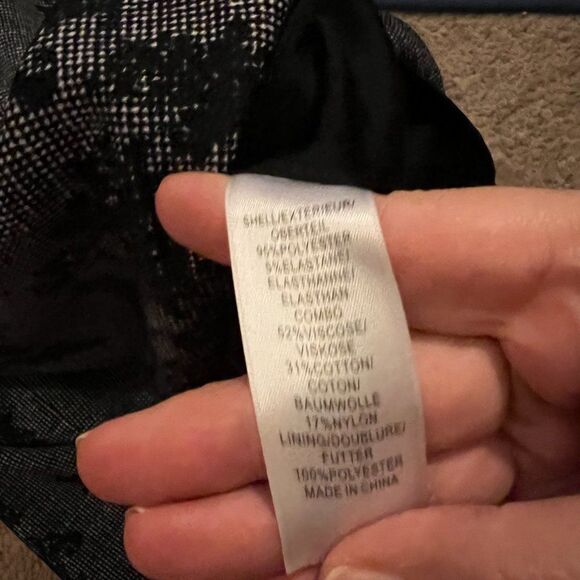 SHELL/EXTERIEUR/
OBERTEIL
95%POLYESTER
5%ELASTANE/
ELASTHANNE/
ELASTHAN
COMBO
52%VISCOSE/
VISKOSE
31%COTTON/
COTON/
BAUMWOLLE
17%NYLON
LINING/DOUBLURE/
FUTTER
100%POLYESTER
MADE IN CHINA